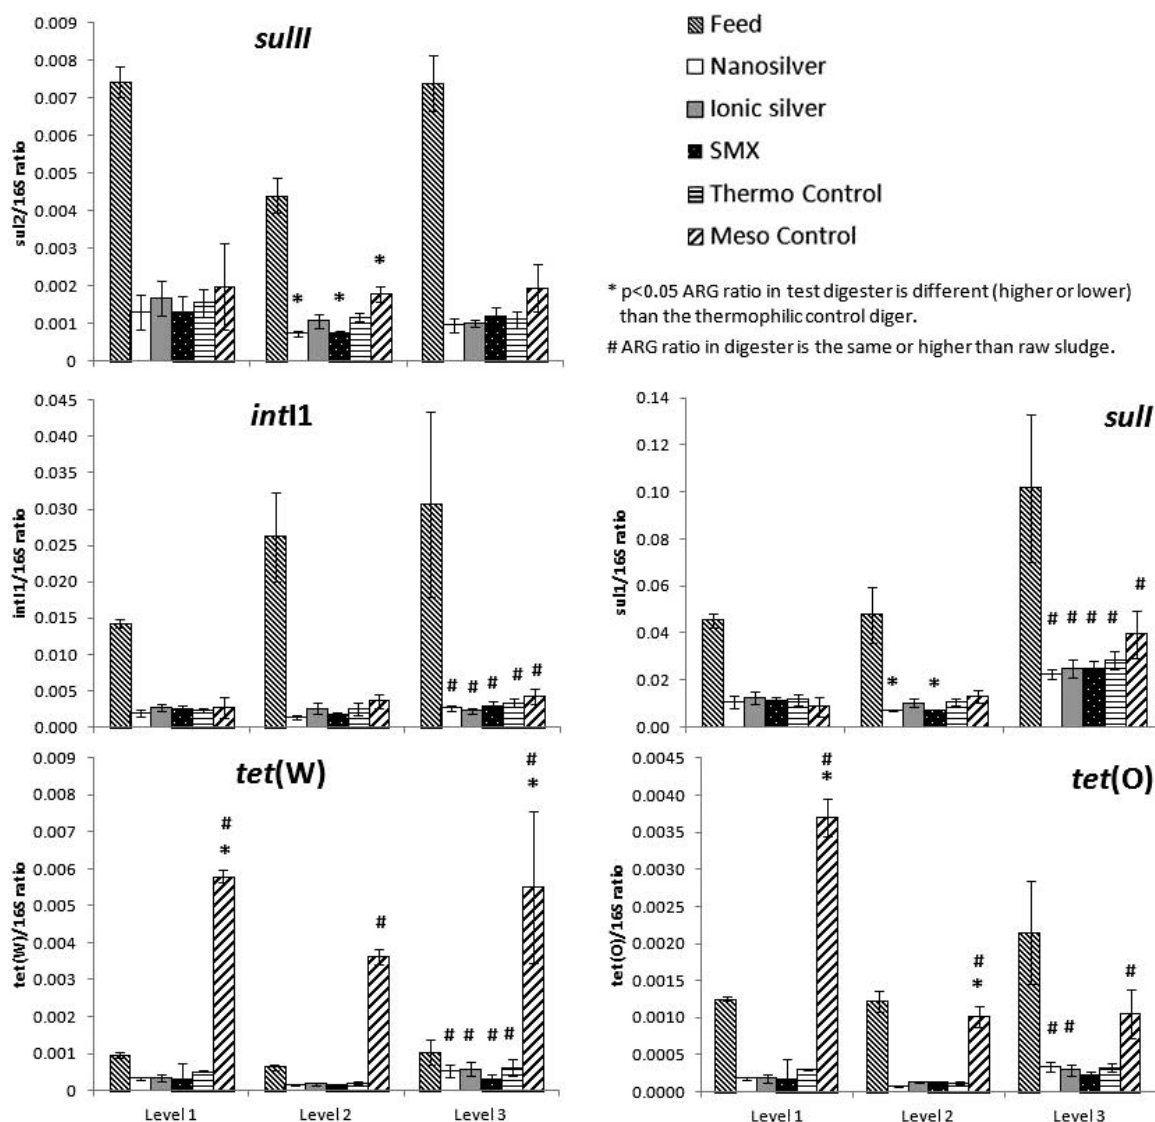 sulII
sul2/16S ratio
0.009
0.008
0.007
0.006
0.005
0.004
0.003
0.002
0.001
0
*
*
*
Feed
Nanosilver
Ionic silver
SMX
Thermo Control
Meso Control
* p<0.05 ARG ratio in test digester is different (higher or lower)
than the thermophilic control diger.
# ARG ratio in digester is the same or higher than raw sludge.
intI1
intI1/16S ratio
0.045
0.040
0.035
0.030
0.025
0.020
0.015
0.010
0.005
0.000
# # # # #
sulI
sul1/16S ratio
0.14
0.12
0.10
0.08
0.06
0.04
0.02
0.00
* *
# # # # #
tet(W)
tet(W)/16S ratio
0.009
0.008
0.007
0.006
0.005
0.004
0.003
0.002
0.001
0
#
*
#
# # # #
#
*
Level 1 Level 2 Level 3
tet(O)
tet(O)/16S ratio
0.0045
0.0040
0.0035
0.0030
0.0025
0.0020
0.0015
0.0010
0.0005
0.0000
#
*
#
*
# #
#
Level 1 Level 2 Level 3